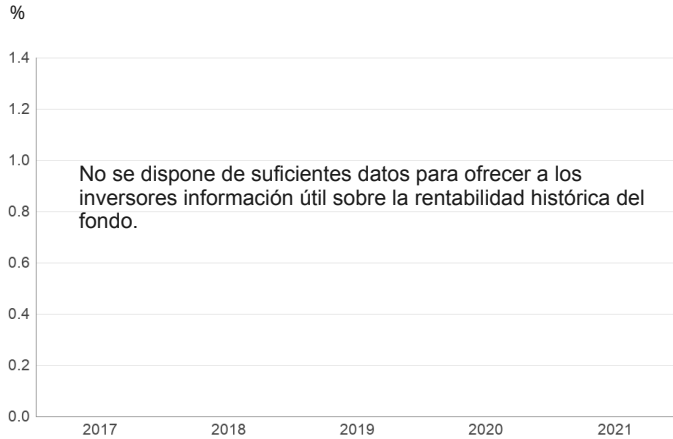 %
1.4
1.2
1.0
No se dispone de suficientes datos para ofrecer a los
inversores información útil sobre la rentabilidad histórica del
fondo.
0.8
0.6
0.4
0.2
0.0
2017 2018 2019 2020 2021